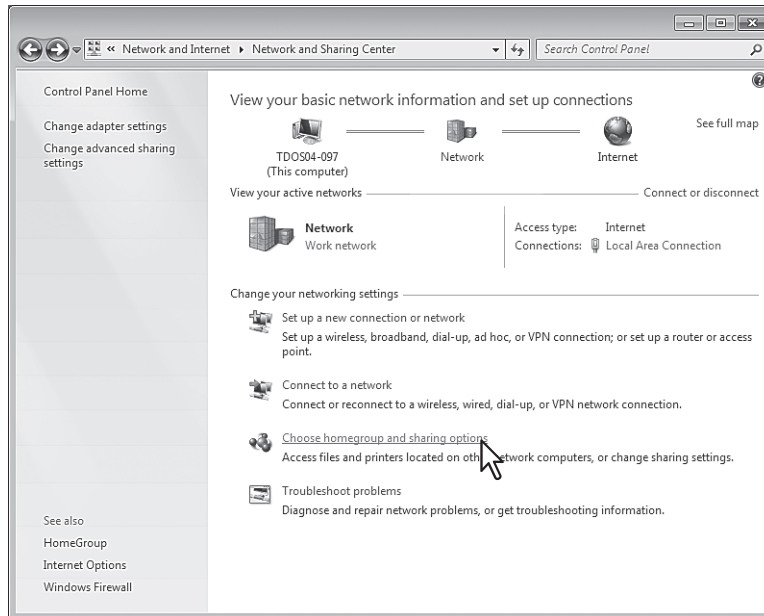 « Network and Internet ▸ Network and Sharing Center
Search Control Panel
Control Panel Home
Change adapter settings
Change advanced sharing
settings
See also
HomeGroup
Internet Options
Windows Firewall
View your basic network information and set up connections
See full map
TDOS04-097
(This computer)
Network
Internet
View your active networks
Connect or disconnect
Network
Work network
Access type: Internet
Connections: Local Area Connection
Change your networking settings
Set up a new connection or network
Set up a wireless, broadband, dial-up, ad hoc, or VPN connection; or set up a router or access
point.
Connect to a network
Connect or reconnect to a wireless, wired, dial-up, or VPN network connection.
Choose homegroup and sharing options
Access files and printers located on other network computers, or change sharing settings.
Troubleshoot problems
Diagnose and repair network problems, or get troubleshooting information.